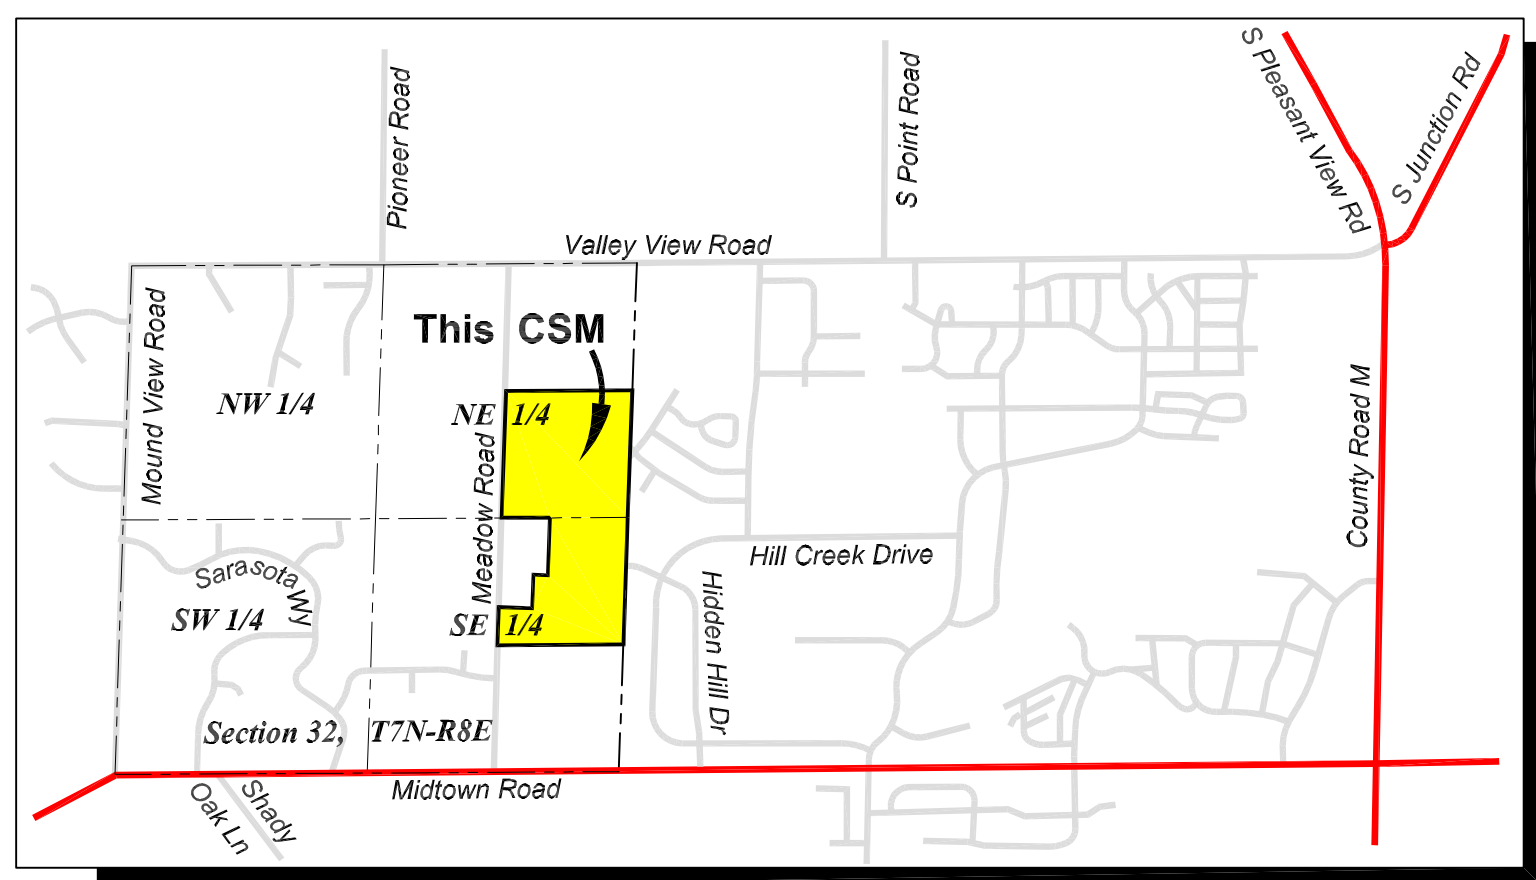 S Pleasant View Rd
S Junction Rd
Pioneer Road
S Point Road
Valley View Road
Mound View Road
This CSM
NW 1/4
NE 1/4
Meadow Road
County Road M
Hill Creek Drive
Sarasota Wy
SW 1/4
SE 1/4
Hidden Hill Dr
Section 32, T7N-R8E
Midtown Road
Shady
Oak Ln